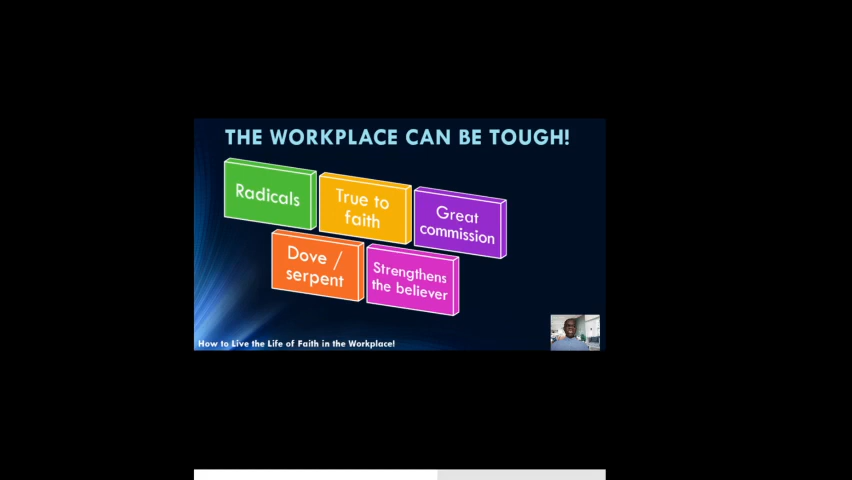 THE WORKPLACE CAN BE TOUGH!
Radicals
True to
faith
Great
commission
Dove /
serpent
Strengthens
the believer
How to Live the Life of Faith in the Workplace!